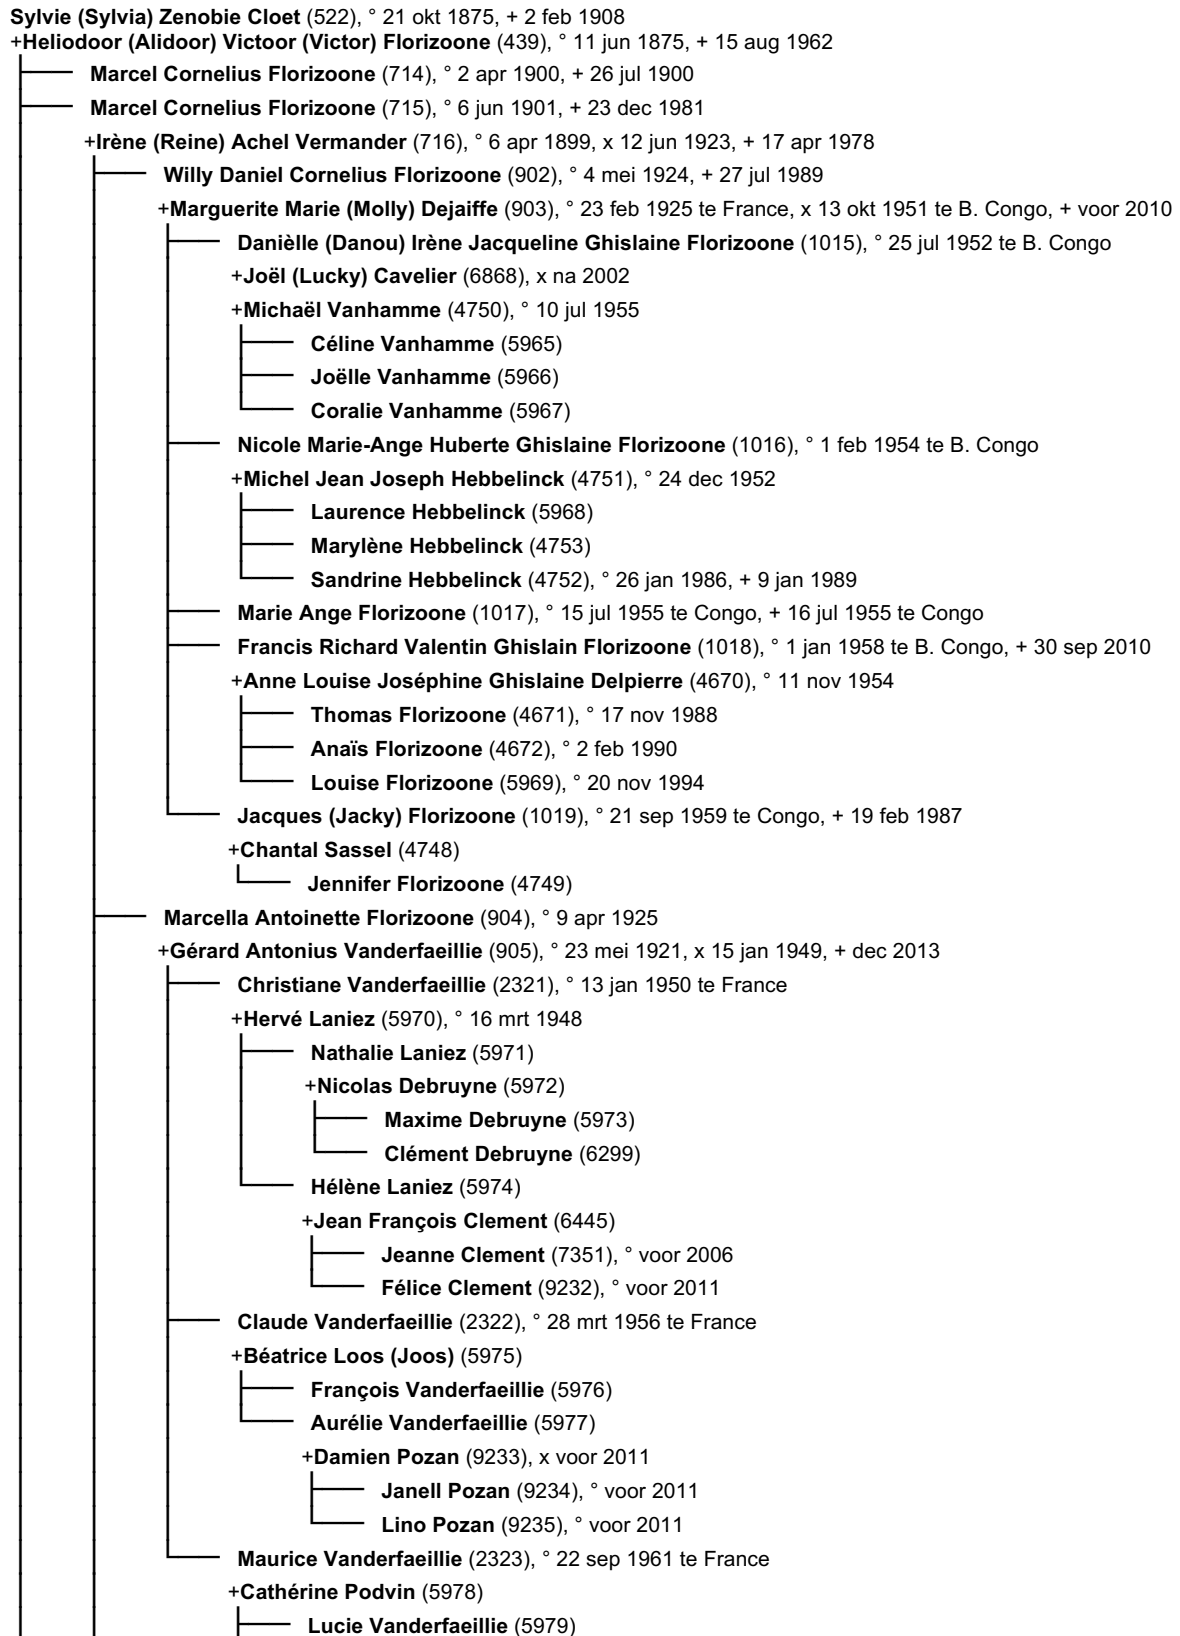 Sylvie (Sylvia) Zenobie Cloet (522), ° 21 okt 1875, + 2 feb 1908
+Heliodoor (Alidoor) Victoor (Victor) Florizoone (439), ° 11 jun 1875, + 15 aug 1962
Marcel Cornelius Florizoone (714), ° 2 apr 1900, + 26 jul 1900
Marcel Cornelius Florizoone (715), ° 6 jun 1901, + 23 dec 1981
+Irène (Reine) Achel Vermander (716), ° 6 apr 1899, x 12 jun 1923, + 17 apr 1978
Willy Daniel Cornelius Florizoone (902), ° 4 mei 1924, + 27 jul 1989
+Marguerite Marie (Molly) Dejaiffe (903), ° 23 feb 1925 te France, x 13 okt 1951 te B. Congo, + voor 2010
Danièlle (Danou) Irène Jacqueline Ghislaine Florizoone (1015), ° 25 jul 1952 te B. Congo
+Joël (Lucky) Cavelier (6868), x na 2002
+Michaël Vanhamme (4750), ° 10 jul 1955
Céline Vanhamme (5965)
Joëlle Vanhamme (5966)
Coralie Vanhamme (5967)
Nicole Marie-Ange Huberte Ghislaine Florizoone (1016), ° 1 feb 1954 te B. Congo
+Michel Jean Joseph Hebbelinck (4751), ° 24 dec 1952
Laurence Hebbelinck (5968)
Marylène Hebbelinck (4753)
Sandrine Hebbelinck (4752), ° 26 jan 1986, + 9 jan 1989
Marie Ange Florizoone (1017), ° 15 jul 1955 te Congo, + 16 jul 1955 te Congo
Francis Richard Valentin Ghislain Florizoone (1018), ° 1 jan 1958 te B. Congo, + 30 sep 2010
+Anne Louise Joséphine Ghislaine Delpierre (4670), ° 11 nov 1954
Thomas Florizoone (4671), ° 17 nov 1988
Anaïs Florizoone (4672), ° 2 feb 1990
Louise Florizoone (5969), ° 20 nov 1994
Jacques (Jacky) Florizoone (1019), ° 21 sep 1959 te Congo, + 19 feb 1987
+Chantal Sassel (4748)
Jennifer Florizoone (4749)
Marcella Antoinette Florizoone (904), ° 9 apr 1925
+Gérard Antonius Vanderfaeillie (905), ° 23 mei 1921, x 15 jan 1949, + dec 2013
Christiane Vanderfaeillie (2321), ° 13 jan 1950 te France
+Hervé Laniez (5970), ° 16 mrt 1948
Nathalie Laniez (5971)
+Nicolas Debruyne (5972)
Maxime Debruyne (5973)
Clément Debruyne (6299)
Hélène Laniez (5974)
+Jean François Clement (6445)
Jeanne Clement (7351), ° voor 2006
Félice Clement (9232), ° voor 2011
Claude Vanderfaeillie (2322), ° 28 mrt 1956 te France
+Béatrice Loos (Joos) (5975)
François Vanderfaeillie (5976)
Aurélie Vanderfaeillie (5977)
+Damien Pozan (9233), x voor 2011
Janell Pozan (9234), ° voor 2011
Lino Pozan (9235), ° voor 2011
Maurice Vanderfaeillie (2323), ° 22 sep 1961 te France
+Cathérine Podvin (5978)
Lucie Vanderfaeillie (5979)